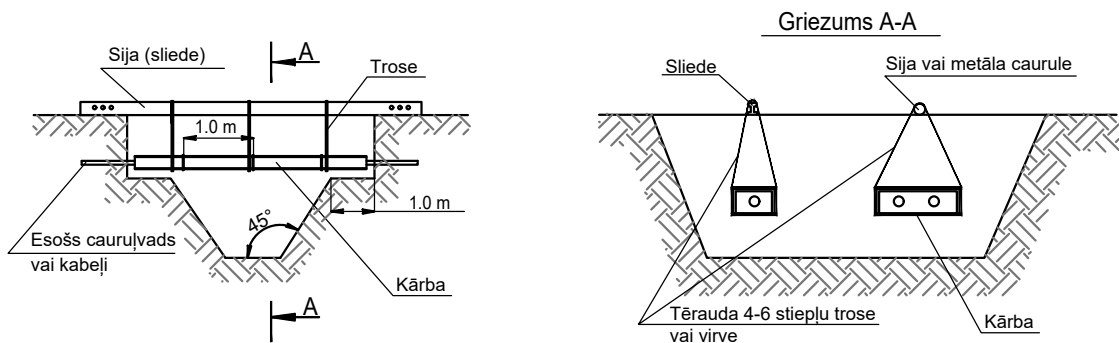 Griezums A-A
A
Sija (sliede)
Trose
Sliede
Sija vai metāla caurule
1.0 m
1.0 m
45°
Esošs cauruļvads
vai kabeļi
Kārba
A
Tērauda 4-6 stiepļu trose
vai virve
Kārba